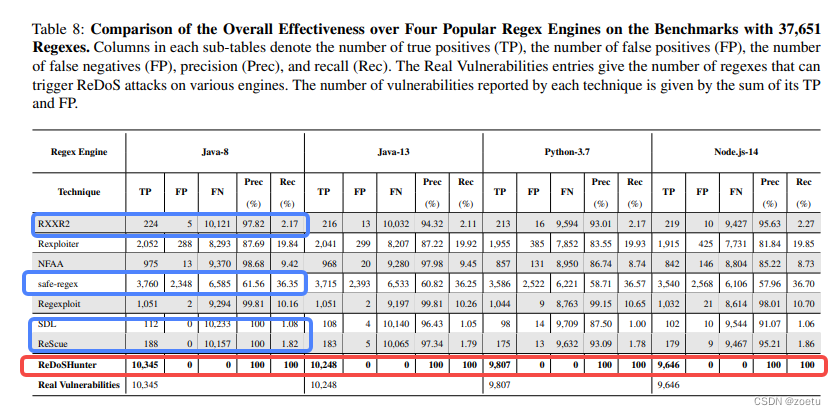 Table 8: Comparison of the Overall Effectiveness over Four Popular Regex Engines on the Benchmarks with 37,651
Regexes. Columns in each sub-tables denote the number of true positives (TP), the number of false positives (FP), the number
of false negatives (FP), precision (Prec), and recall (Rec). The Real Vulnerabilities entries give the number of regexes that can
trigger ReDoS attacks on various engines. The number of vulnerabilities reported by each technique is given by the sum of its TP
and FP.
Regex Engine Java-8 Java-13 Python-3.7 Node.js-14
Technique TP FP FN Prec (%) Rec (%) TP FP FN Prec (%) Rec (%) TP FP FN Prec (%) Rec (%) TP FP FN Prec (%) Rec (%)
RXXR2 224 5 10,121 97.82 2.17 216 13 10,032 94.32 2.11 213 16 9,594 93.01 2.17 219 10 9,427 95.63 2.27
Rexploiter 2,052 288 8,293 87.69 19.84 2,041 299 8,207 87.22 19.92 1,955 385 7,852 83.55 19.93 1,915 425 7,731 81.84 19.85
NFAA 975 13 9,370 98.68 9.42 968 20 9,280 97.98 9.45 857 131 8,950 86.74 8.74 842 146 8,804 85.22 8.73
safe-regex 3,760 2,348 6,585 61.56 36.35 3,715 2,393 6,533 60.82 36.25 3,586 2,522 6,221 58.71 36.57 3,540 2,568 6,106 57.96 36.70
Regexploit 1,051 2 9,294 99.81 10.16 1,051 2 9,197 99.81 10.26 1,044 9 8,763 99.15 10.65 1,032 21 8,614 98.01 10.70
SDL 112 0 10,233 100 1.08 108 4 10,140 96.43 1.05 98 14 9,709 87.50 1.00 102 10 9,544 91.07 1.06
ReScue 188 0 10,157 100 1.82 183 5 10,065 97.34 1.79 175 13 9,632 93.09 1.78 179 9 9,467 95.21 1.86
ReDoSHunter 10,345 0 0 100 100 10,248 0 0 100 100 9,807 0 0 100 100 9,646 0 0 100 100
Real Vulnerabilities 10,345 10,248 9,807 9,646
CSDN @zoetu